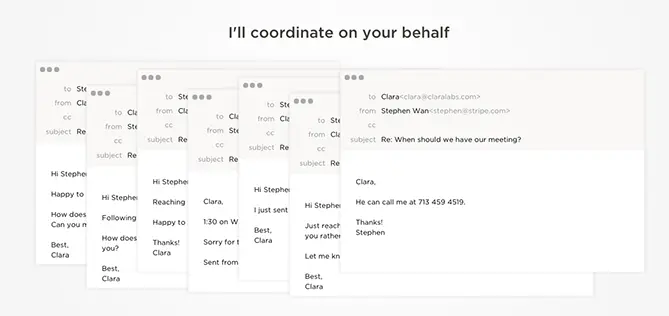 I'll coordinate on your behalf
to Ste
from Cla
cc
subject Re
Hi Stephen
Happy to
How does
Can you m
Best,
Clara
to Cla
from Ste
cc
subject Re
Hi Stephen
Following
How does
you?
Best,
Clara
to Ste
from Cla
cc
subject Re
Hi Stephen
Reaching
Happy to
Thanks!
Clara
to Cla
from Ste
cc
subject Re
Clara,
1:30 on W
Sorry for t
Sent from
to Ste
from Cla
cc
subject Re
Hi Stephen
I just sent
Best,
Clara
to Ste
from Cla
cc
subject Re
Hi Stephen
Just reach
you rather
Let me kn
Best,
Clara
to Clara<clara@claralabs.com>
from Stephen Wan<stephen@stripe.com>
cc
subject Re: When should we have our meeting?
Clara,
He can call me at 713 459 4519.
Thanks!
Stephen